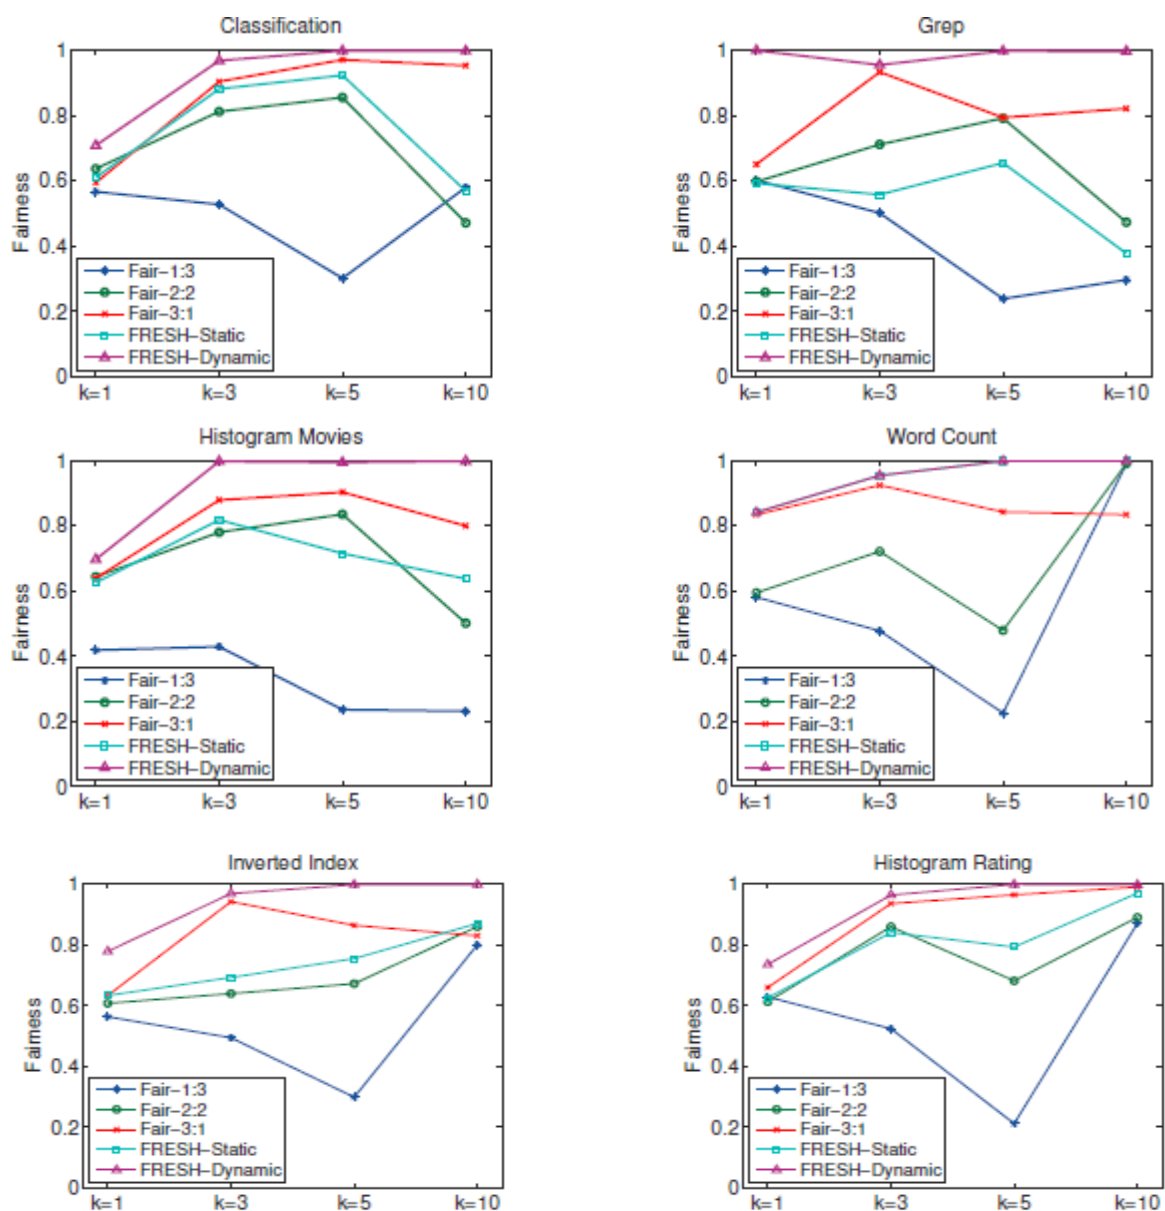 Classification
Fairness
1
0.8
0.6
0.4
0.2
0
Fair-1:3
Fair-2:2
Fair-3:1
FRESH-Static
FRESH-Dynamic
k=1 k=3 k=5 k=10
Grep
Fairness
1
0.8
0.6
0.4
0.2
0
Fair-1:3
Fair-2:2
Fair-3:1
FRESH-Static
FRESH-Dynamic
k=1 k=3 k=5 k=10
Histogram Movies
Fairness
1
0.8
0.6
0.4
0.2
0
Fair-1:3
Fair-2:2
Fair-3:1
FRESH-Static
FRESH-Dynamic
k=1 k=3 k=5 k=10
Word Count
Fairness
1
0.8
0.6
0.4
0.2
0
Fair-1:3
Fair-2:2
Fair-3:1
FRESH-Static
FRESH-Dynamic
k=1 k=3 k=5 k=10
Inverted Index
Fairness
1
0.8
0.6
0.4
0.2
0
Fair-1:3
Fair-2:2
Fair-3:1
FRESH-Static
FRESH-Dynamic
k=1 k=3 k=5 k=10
Histogram Rating
Fairness
1
0.8
0.6
0.4
0.2
0
Fair-1:3
Fair-2:2
Fair-3:1
FRESH-Static
FRESH-Dynamic
k=1 k=3 k=5 k=10